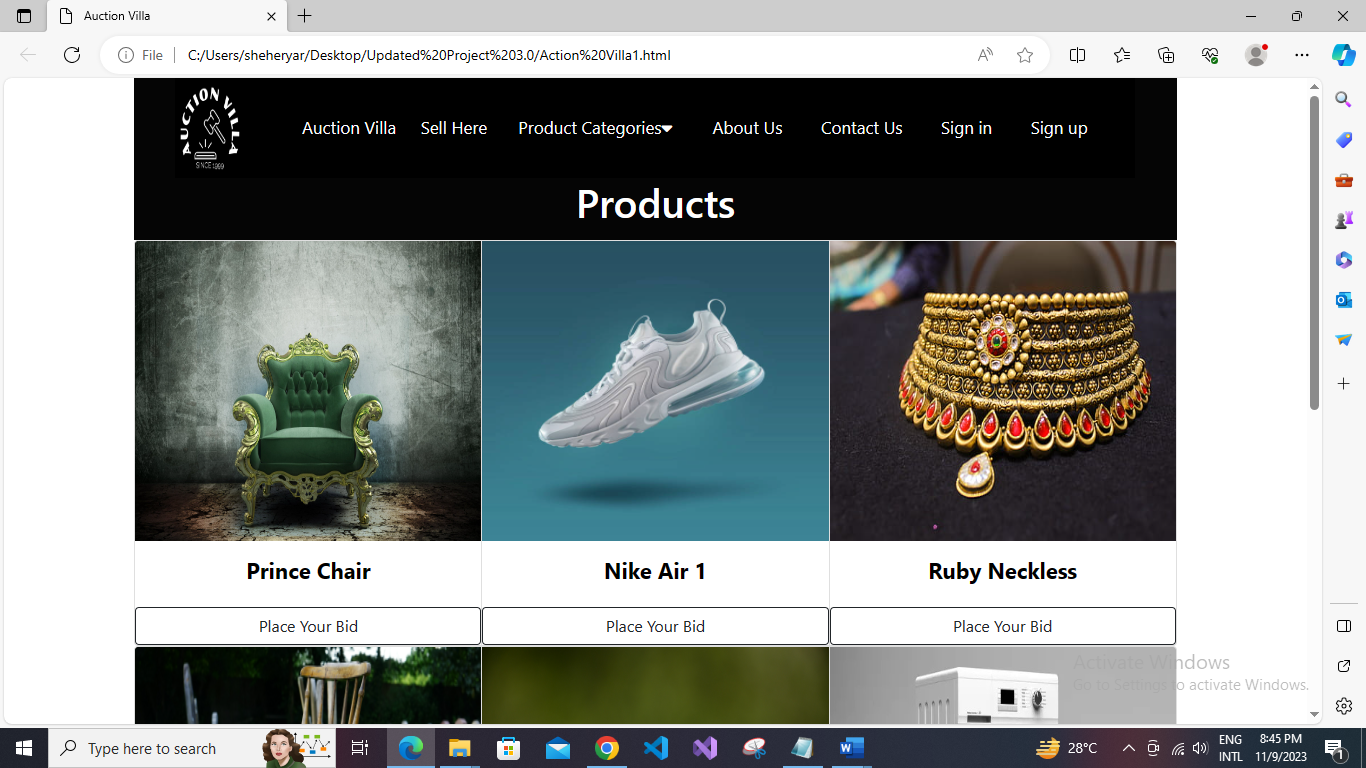 Auction Villa
File
C:/Users/sheheryar/Desktop/Updated%20Project%203.0/Action%20Villa1.html
AUCTION VILLA
SINCE 1959
Auction Villa
Sell Here
Product Categories
About Us
Contact Us
Sign in
Sign up
Products
Prince Chair
Nike Air 1
Ruby Neckless
Place Your Bid
Place Your Bid
Place Your Bid
Activate Windows
Go to Settings to activate Windows.
Type here to search
28°C
ENG
INTL
8:45 PM
11/9/2023
1